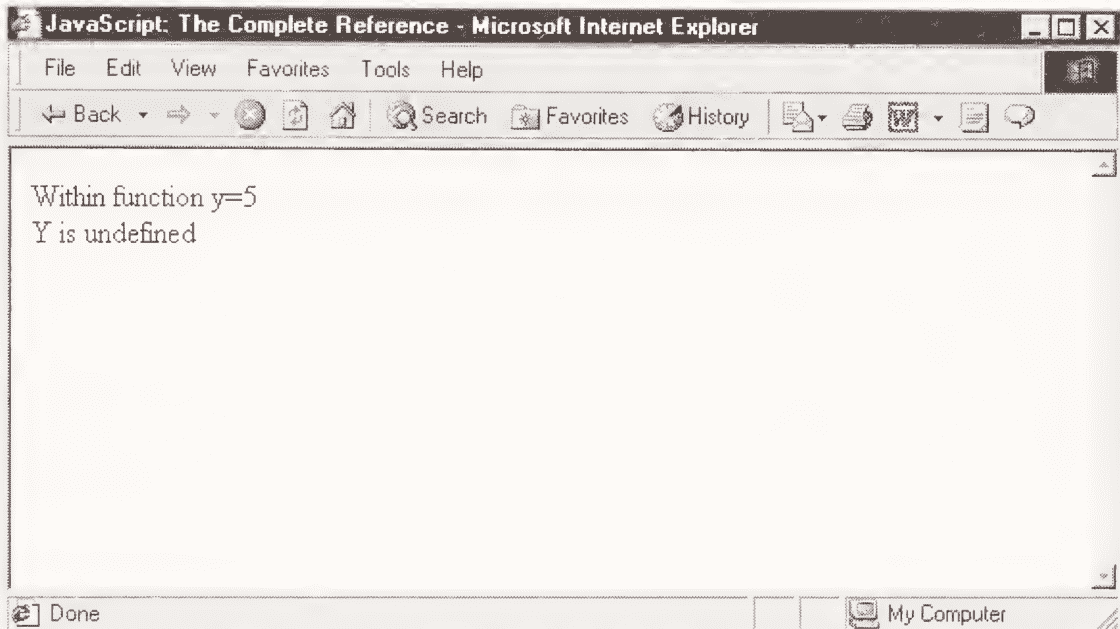 JavaScript: The Complete Reference - Microsoft Internet Explorer
File Edit View Favorites Tools Help
Back Search Favorites History
Within function y=5
Y is undefined
Done My Computer